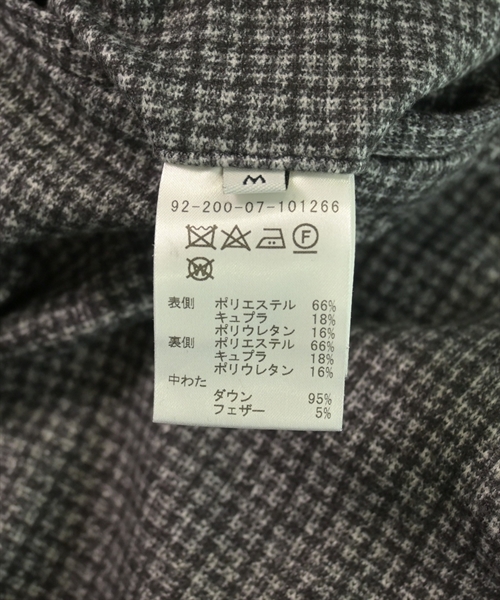 M
92-200-07-101266
F
W
表側 ポリエステル 66%
キュプラ 18%
ポリウレタン 16%
裏側 ポリエステル 66%
キュプラ 18%
ポリウレタン 16%
中わた
ダウン 95%
フェザー 5%